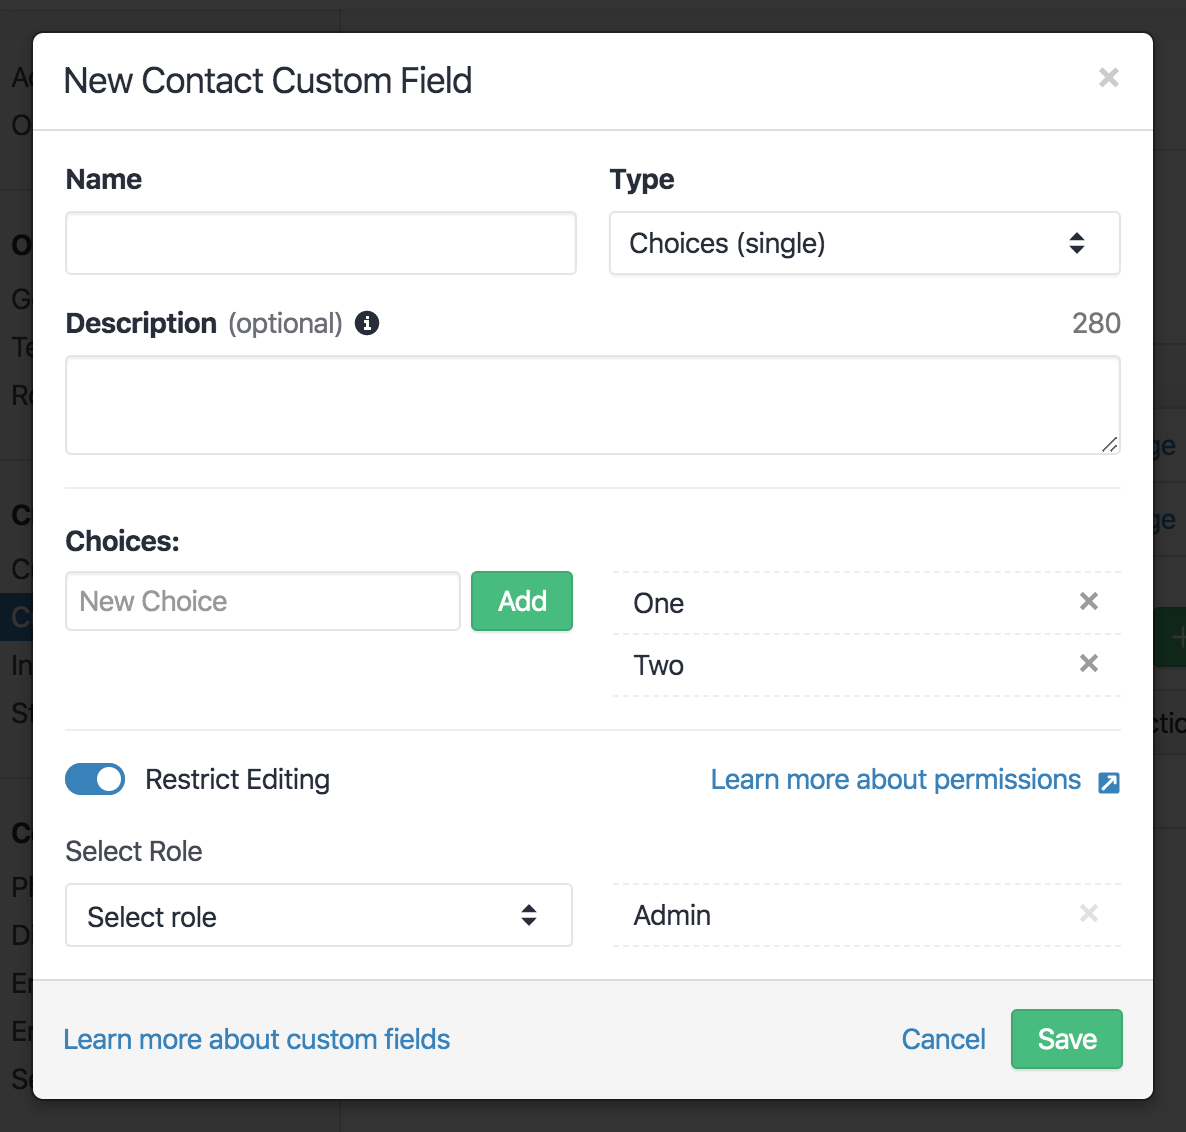 New Contact Custom Field
Name
Type
Choices (single)
Description (optional)
280
Choices:
New Choice
Add
One
Two
Restrict Editing
Learn more about permissions
Select Role
Select role
Admin
Learn more about custom fields
Cancel
Save